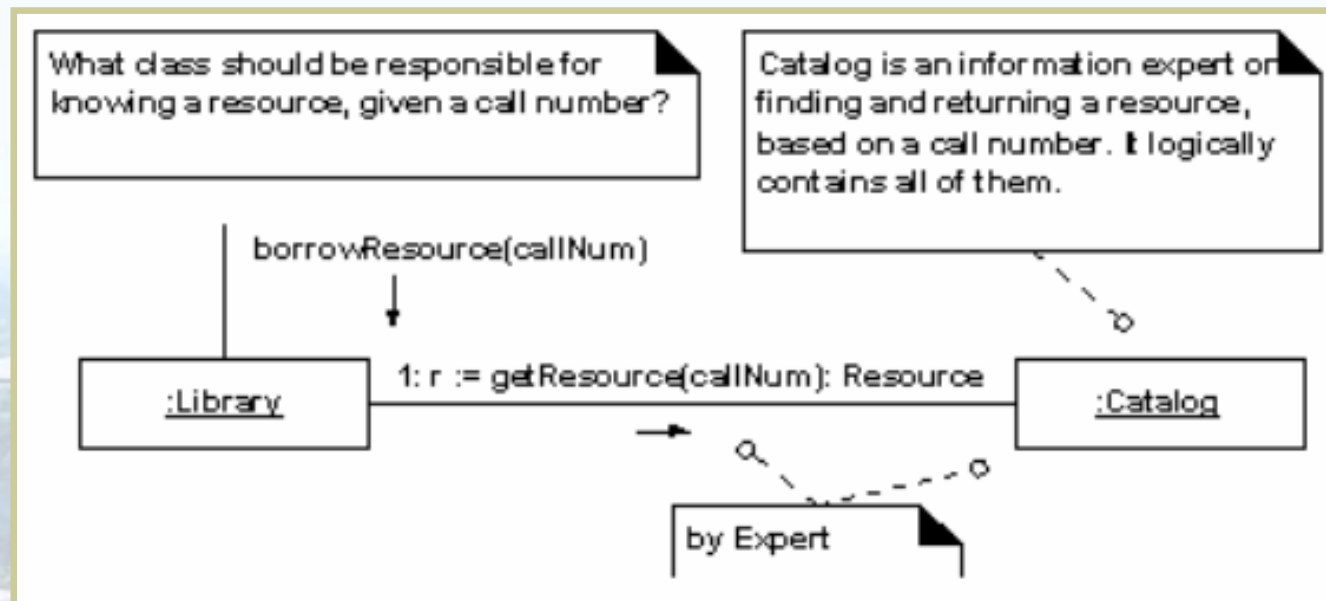 What class should be responsible for
knowing a resource, given a call number?
Catalog is an information expert on
finding and returning a resource,
based on a call number. It logically
contains all of them.
borrowResource(callNum)
:Library
1: r := getResource(callNum): Resource
:Catalog
by Expert